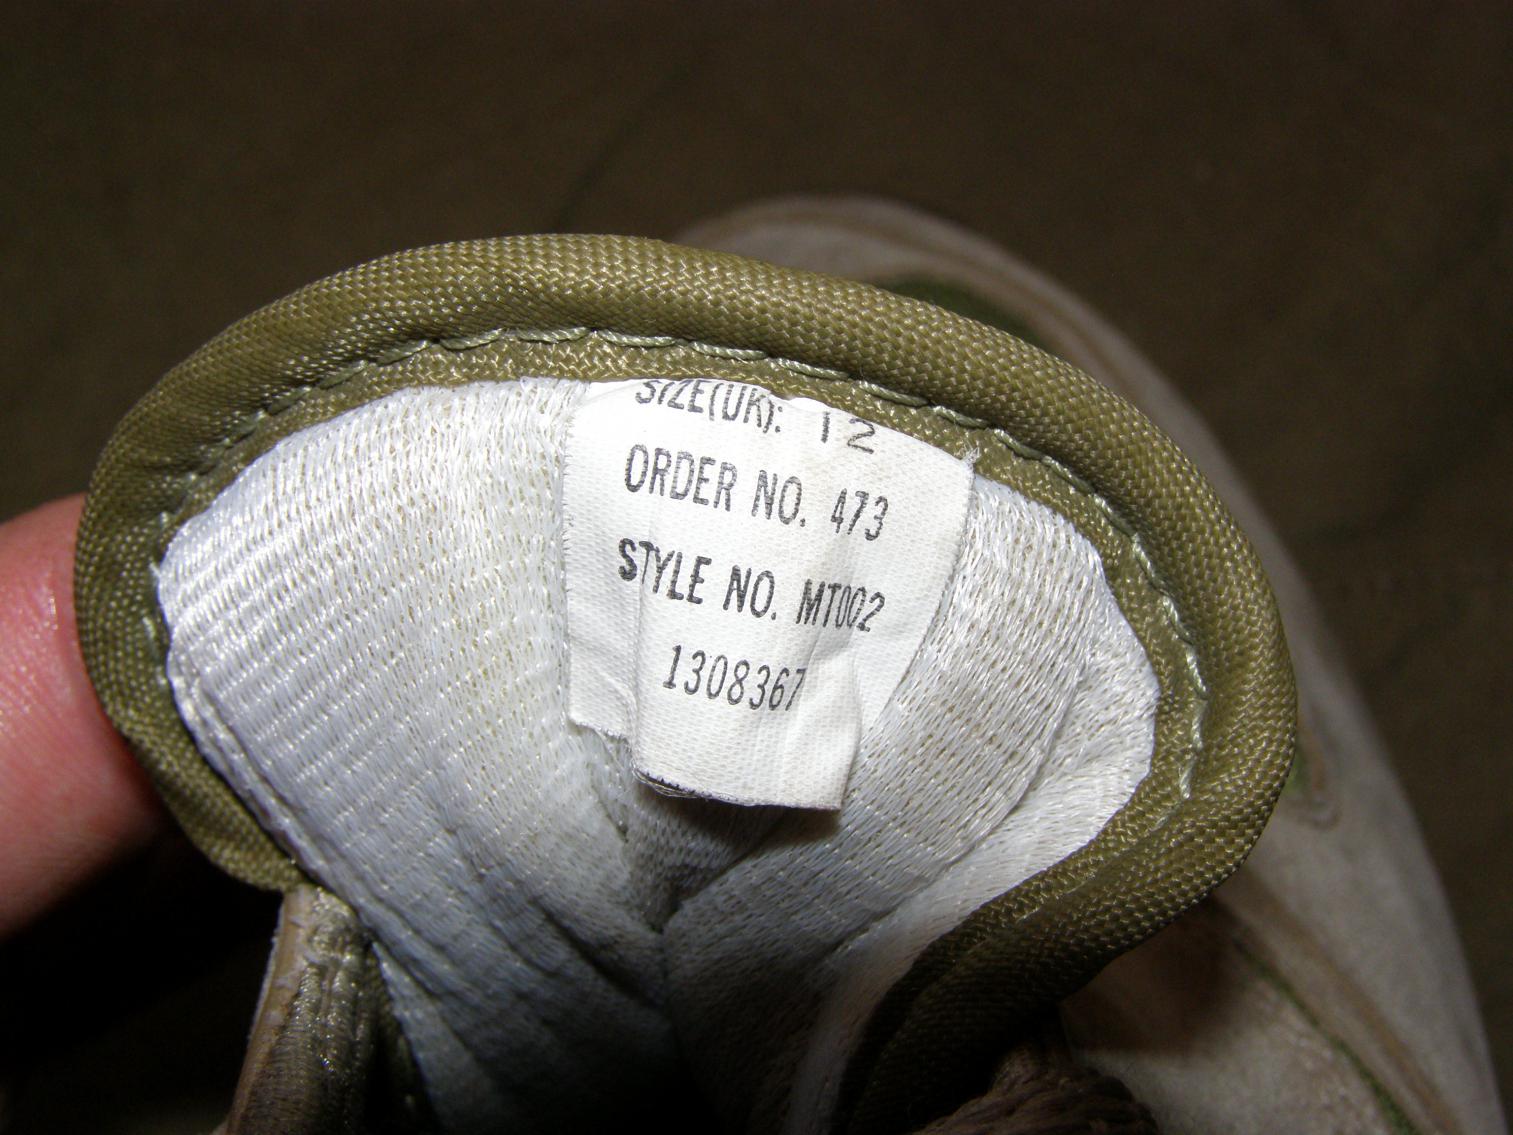 SIZE(UK): 12
ORDER NO. 473
STYLE NO. MT002
1308367